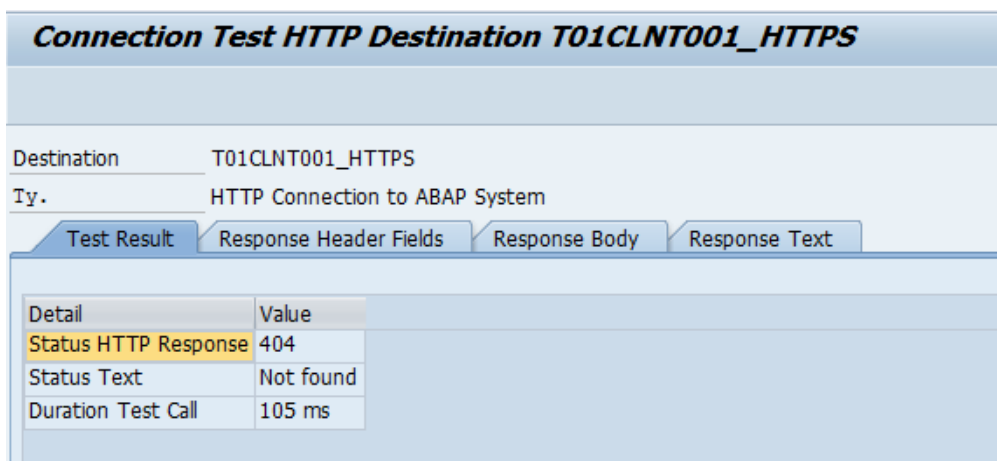 Connection Test HTTP Destination T01CLNT001_HTTPS
Destination T01CLNT001_HTTPS
Ty. HTTP Connection to ABAP System
Test Result Response Header Fields Response Body Response Text
Detail Value
Status HTTP Response 404
Status Text Not found
Duration Test Call 105 ms